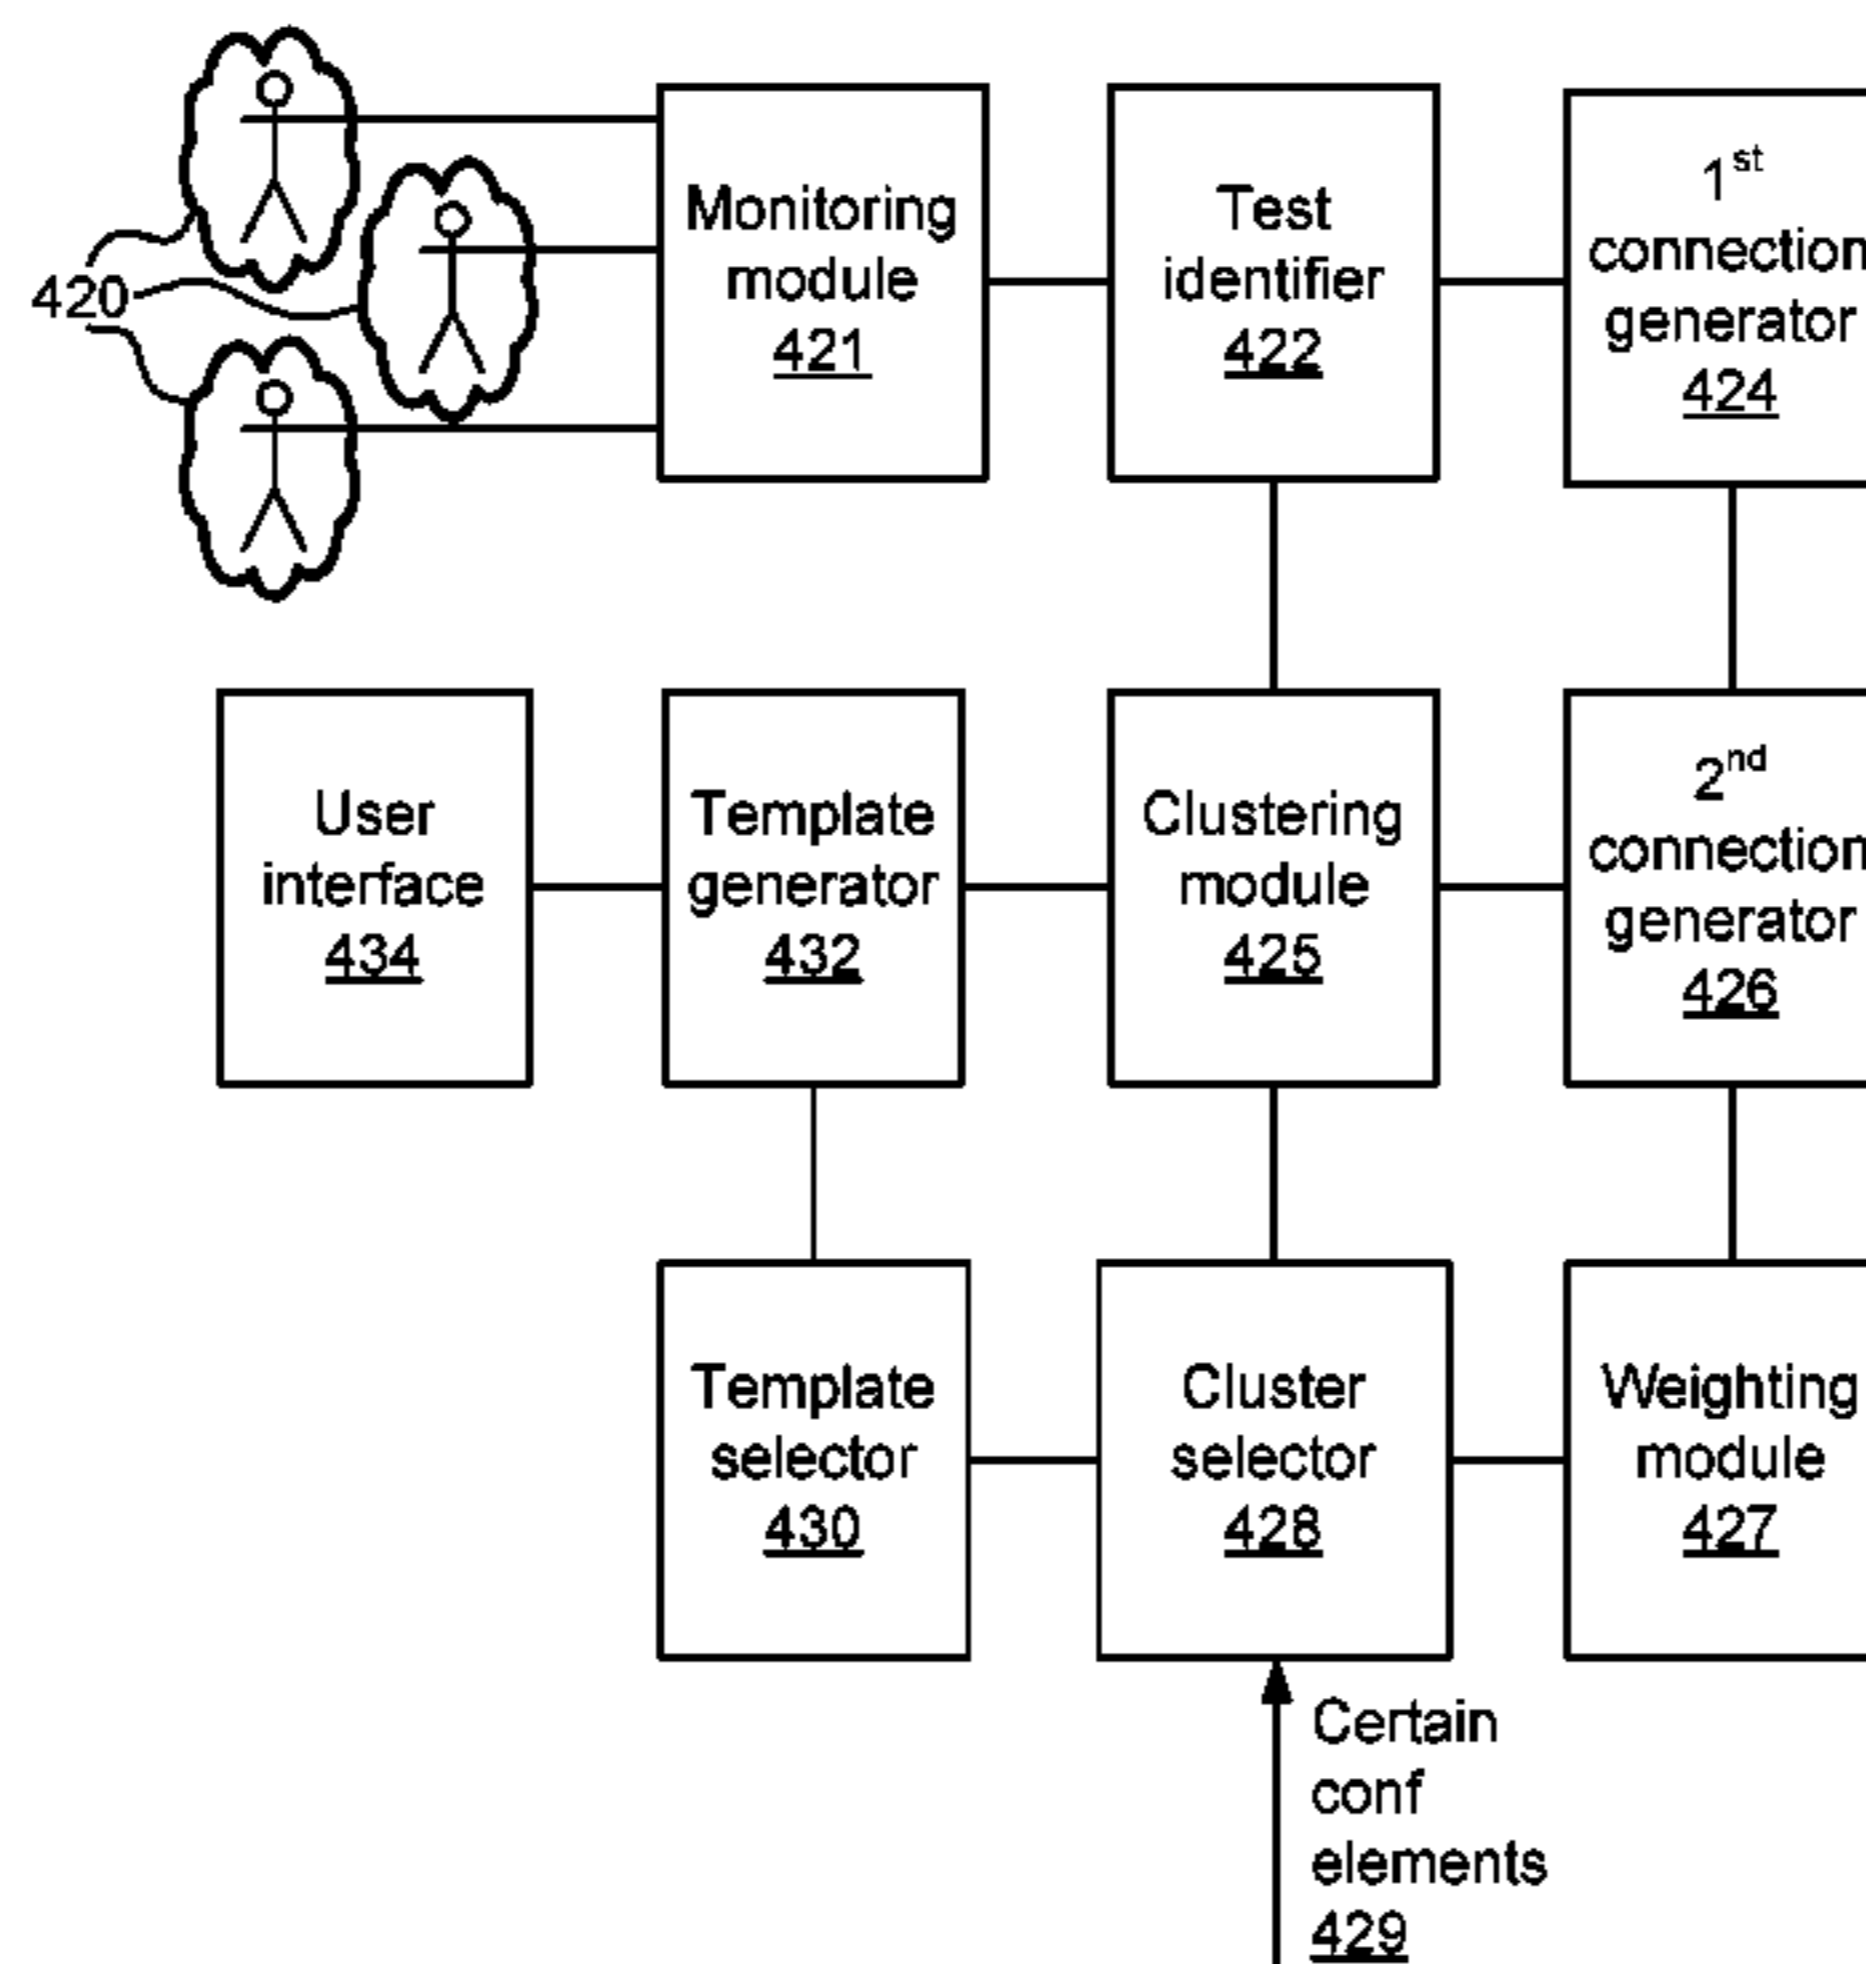 420
Monitoring
module
421
Test
identifier
422
1st
connection
generator
424
User
interface
434
Template
generator
432
Clustering
module
425
2nd
connection
generator
426
Template
selector
430
Cluster
selector
428
Weighting
module
427
Certain
conf
elements
429